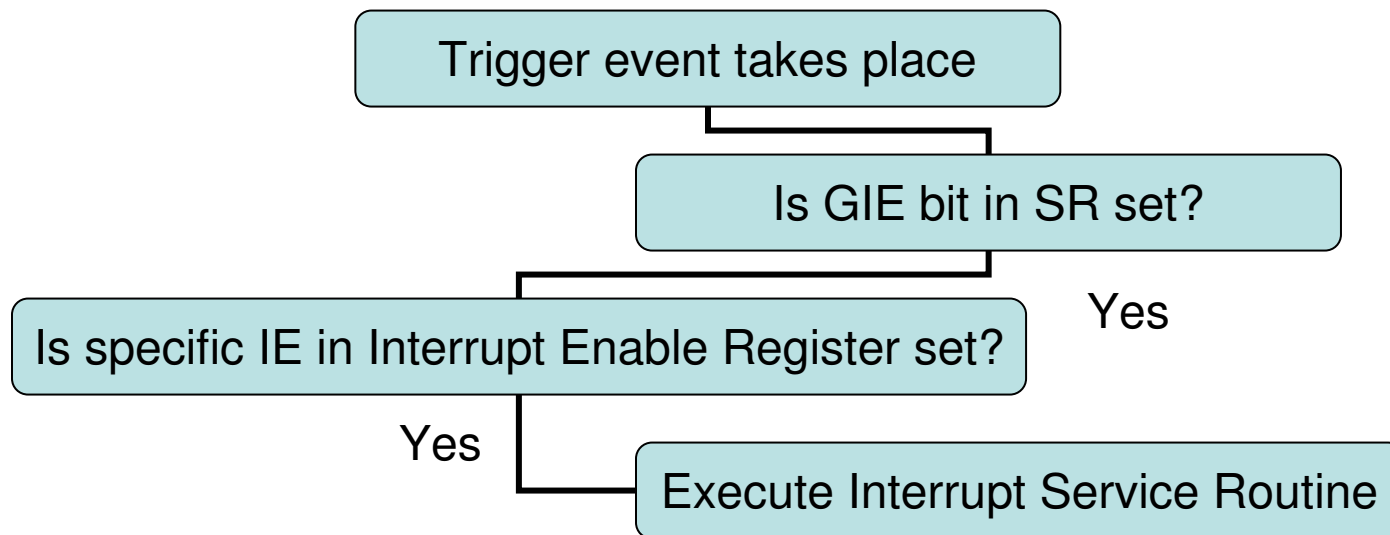 Trigger event takes place
Is GIE bit in SR set?
Yes
Is specific IE in Interrupt Enable Register set?
Yes
Execute Interrupt Service Routine